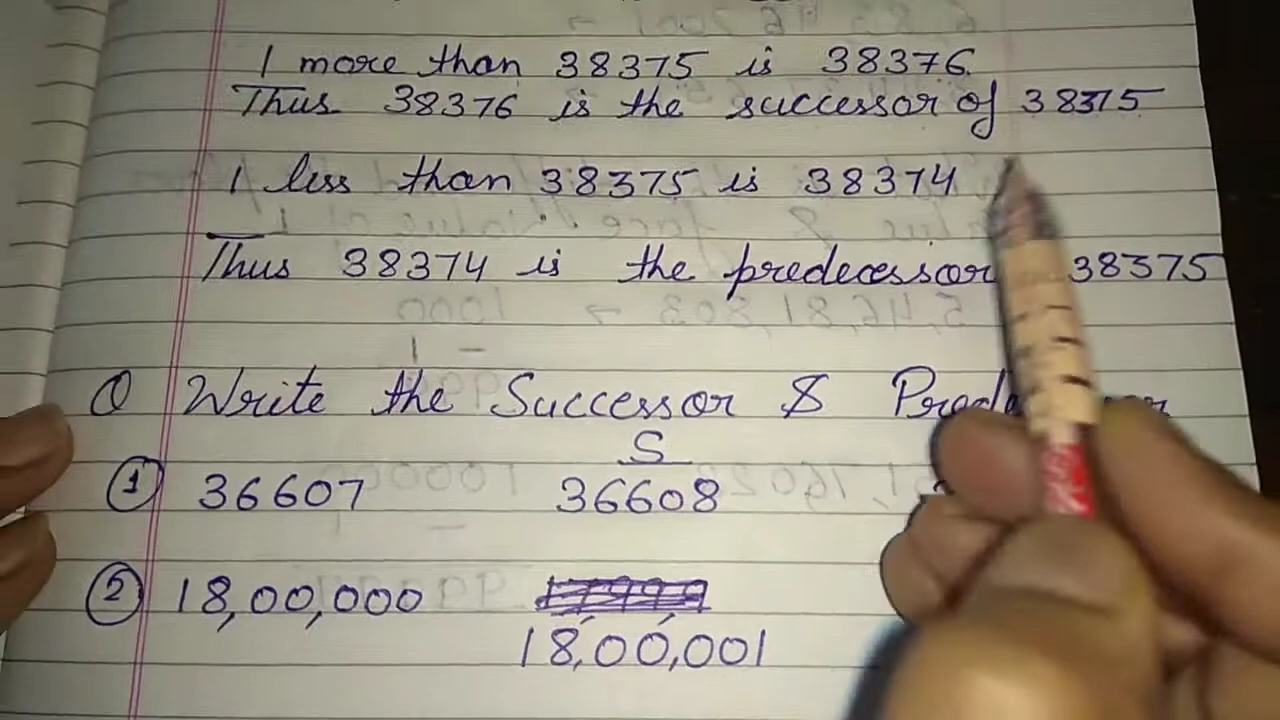 1 more than 38375 is 38376.
Thus 38376 is the successor of 38375
1 less than 38375 is 38374
Thus 38374 is the predecessor 38375
Q Write the Successor &
S
① 36607 36608
② 18,00,000
18,00,001